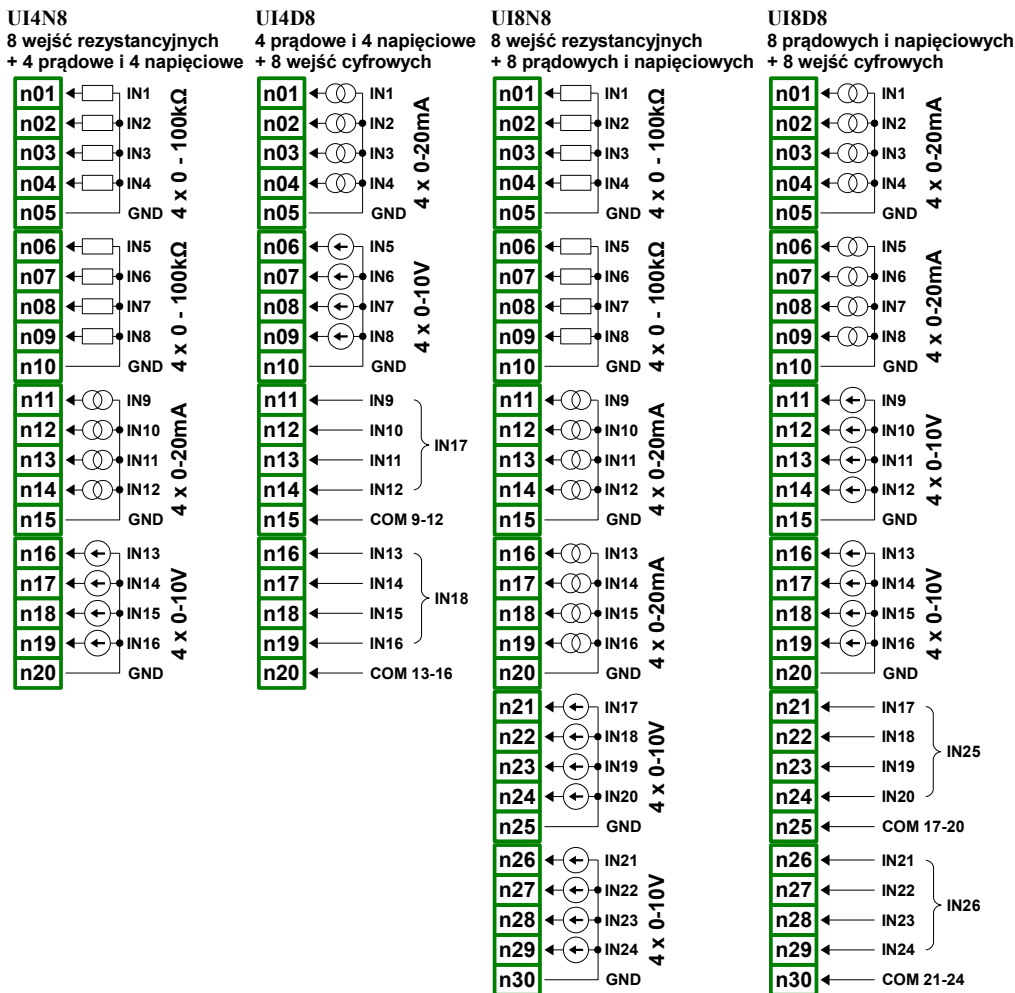 UI4N8
8 wejść rezystancyjnych
+ 4 prądowe i 4 napięciowe
n01 IN1
n02 IN2
n03 IN3
n04 IN4
n05 GND
4 x 0 - 100kΩ
n06 IN5
n07 IN6
n08 IN7
n09 IN8
n10 GND
4 x 0 - 100kΩ
n11 IN9
n12 IN10
n13 IN11
n14 IN12
n15 GND
4 x 0-20mA
n16 IN13
n17 IN14
n18 IN15
n19 IN16
n20 GND
4 x 0-10V
UI4D8
4 prądowe i 4 napięciowe
+ 8 wejść cyfrowych
n01 IN1
n02 IN2
n03 IN3
n04 IN4
n05 GND
4 x 0-20mA
n06 IN5
n07 IN6
n08 IN7
n09 IN8
n10 GND
4 x 0-10V
n11 IN9
n12 IN10
n13 IN11
n14 IN12
IN17
n15 COM 9-12
n16 IN13
n17 IN14
n18 IN15
n19 IN16
IN18
n20 COM 13-16
UI8N8
8 wejść rezystancyjnych
+ 8 prądowych i napięciowych
n01 IN1
n02 IN2
n03 IN3
n04 IN4
n05 GND
4 x 0 - 100kΩ
n06 IN5
n07 IN6
n08 IN7
n09 IN8
n10 GND
4 x 0 - 100kΩ
n11 IN9
n12 IN10
n13 IN11
n14 IN12
n15 GND
4 x 0-20mA
n16 IN13
n17 IN14
n18 IN15
n19 IN16
n20 GND
4 x 0-20mA
n21 IN17
n22 IN18
n23 IN19
n24 IN20
n25 GND
4 x 0-10V
n26 IN21
n27 IN22
n28 IN23
n29 IN24
n30 GND
4 x 0-10V
UI8D8
8 prądowych i napięciowych
+ 8 wejść cyfrowych
n01 IN1
n02 IN2
n03 IN3
n04 IN4
n05 GND
4 x 0-20mA
n06 IN5
n07 IN6
n08 IN7
n09 IN8
n10 GND
4 x 0-20mA
n11 IN9
n12 IN10
n13 IN11
n14 IN12
n15 GND
4 x 0-10V
n16 IN13
n17 IN14
n18 IN15
n19 IN16
n20 GND
4 x 0-10V
n21 IN17
n22 IN18
n23 IN19
n24 IN20
IN25
n25 COM 17-20
n26 IN21
n27 IN22
n28 IN23
n29 IN24
IN26
n30 COM 21-24